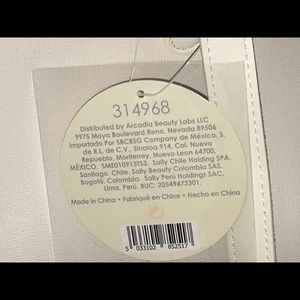 314968
Distributed by Arcadia Beauty Labs LLC
9975 Moya Boulevard Reno, Nevada 89506
Importado Por SBCBSG Company de México, S.
de R.L. de C.V., Sinaloa 914, Col. Nuevo
Repueblo, Monterrey, Nuevo Leon 64700,
MÉXICO. SME010913TS3. Sally Chile Holding SPA,
Santiago, Chile. Sally Beauty Colombia SAS,
Bogotá, Colombia. Sally Perú Holdings SAC,
Lima, Perú, RUC: 20549473301.
Made in China • Fabriqué en Chine • Hecho en China
5 033102 852517